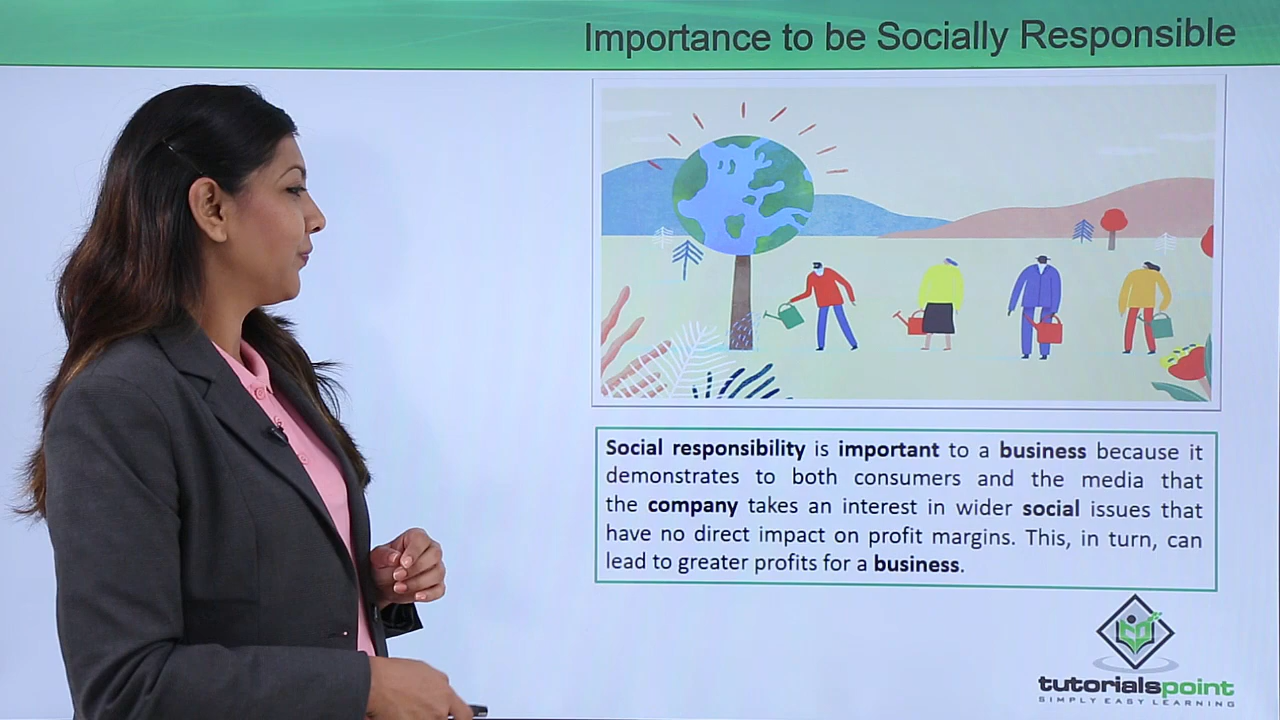 Importance to be Socially Responsible
Social responsibility is important to a business because it
demonstrates to both consumers and the media that
the company takes an interest in wider social issues that
have no direct impact on profit margins. This, in turn, can
lead to greater profits for a business.
tutorialspoint
SIMPLY EASY LEARNING